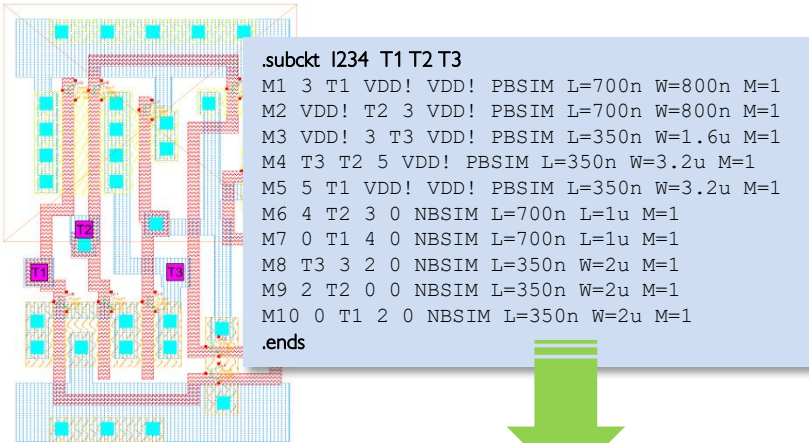 .subckt I234 T1 T2 T3
M1 3 T1 VDD! VDD! PBSIM L=700n W=800n M=1
M2 VDD! T2 3 VDD! PBSIM L=700n W=800n M=1
M3 VDD! 3 T3 VDD! PBSIM L=350n W=1.6u M=1
M4 T3 T2 5 VDD! PBSIM L=350n W=3.2u M=1
M5 5 T1 VDD! VDD! PBSIM L=350n W=3.2u M=1
M6 4 T2 3 0 NBSIM L=700n L=1u M=1
M7 0 T1 4 0 NBSIM L=700n L=1u M=1
M8 T3 3 2 0 NBSIM L=350n W=2u M=1
M9 2 T2 0 0 NBSIM L=350n W=2u M=1
M10 0 T1 2 0 NBSIM L=350n W=2u M=1
.ends
T2
T1
T3